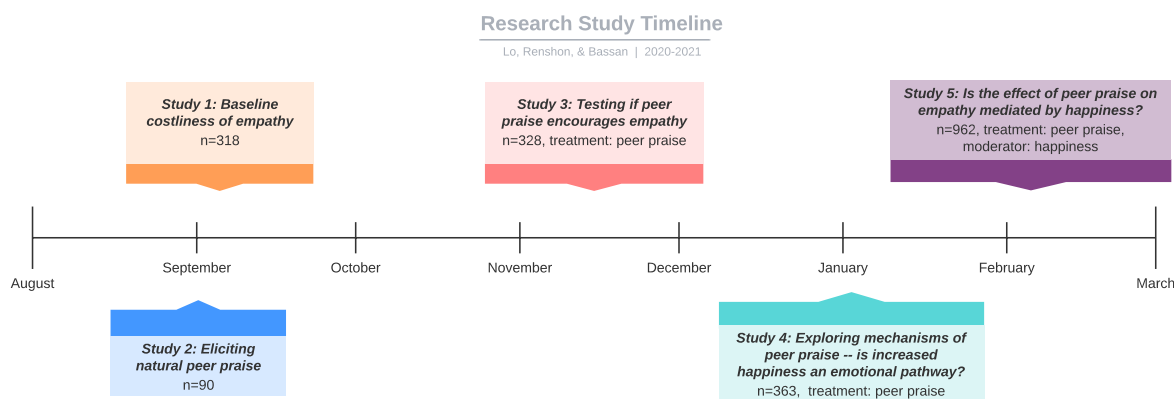 Research Study Timeline
Lo, Renshon, & Bassan | 2020-2021
Study 1: Baseline
costliness of empathy
n=318
Study 3: Testing if peer
praise encourages empathy
n=328, treatment: peer praise
Study 5: Is the effect of peer praise on
empathy mediated by happiness?
n=962, treatment: peer praise,
moderator: happiness
August
September
October
November
December
January
February
March
Study 2: Eliciting
natural peer praise
n=90
Study 4: Exploring mechanisms of
peer praise -- is increased
happiness an emotional pathway?
n=363, treatment: peer praise